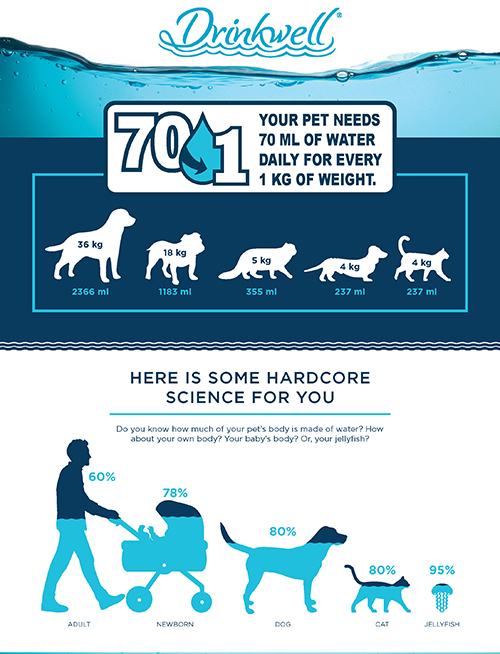 Drinkwell®
70 1
YOUR PET NEEDS
70 ML OF WATER
DAILY FOR EVERY
1 KG OF WEIGHT.
36 kg
18 kg
5 kg
4 kg
4 kg
2366 ml
1183 ml
355 ml
237 ml
237 ml
HERE IS SOME HARDCORE
SCIENCE FOR YOU
Do you know how much of your pet's body is made of water? How
about your own body? Your baby's body? Or, your jellyfish?
60%
78%
80%
80%
95%
ADULT
NEWBORN
DOG
CAT
JELLYFISH